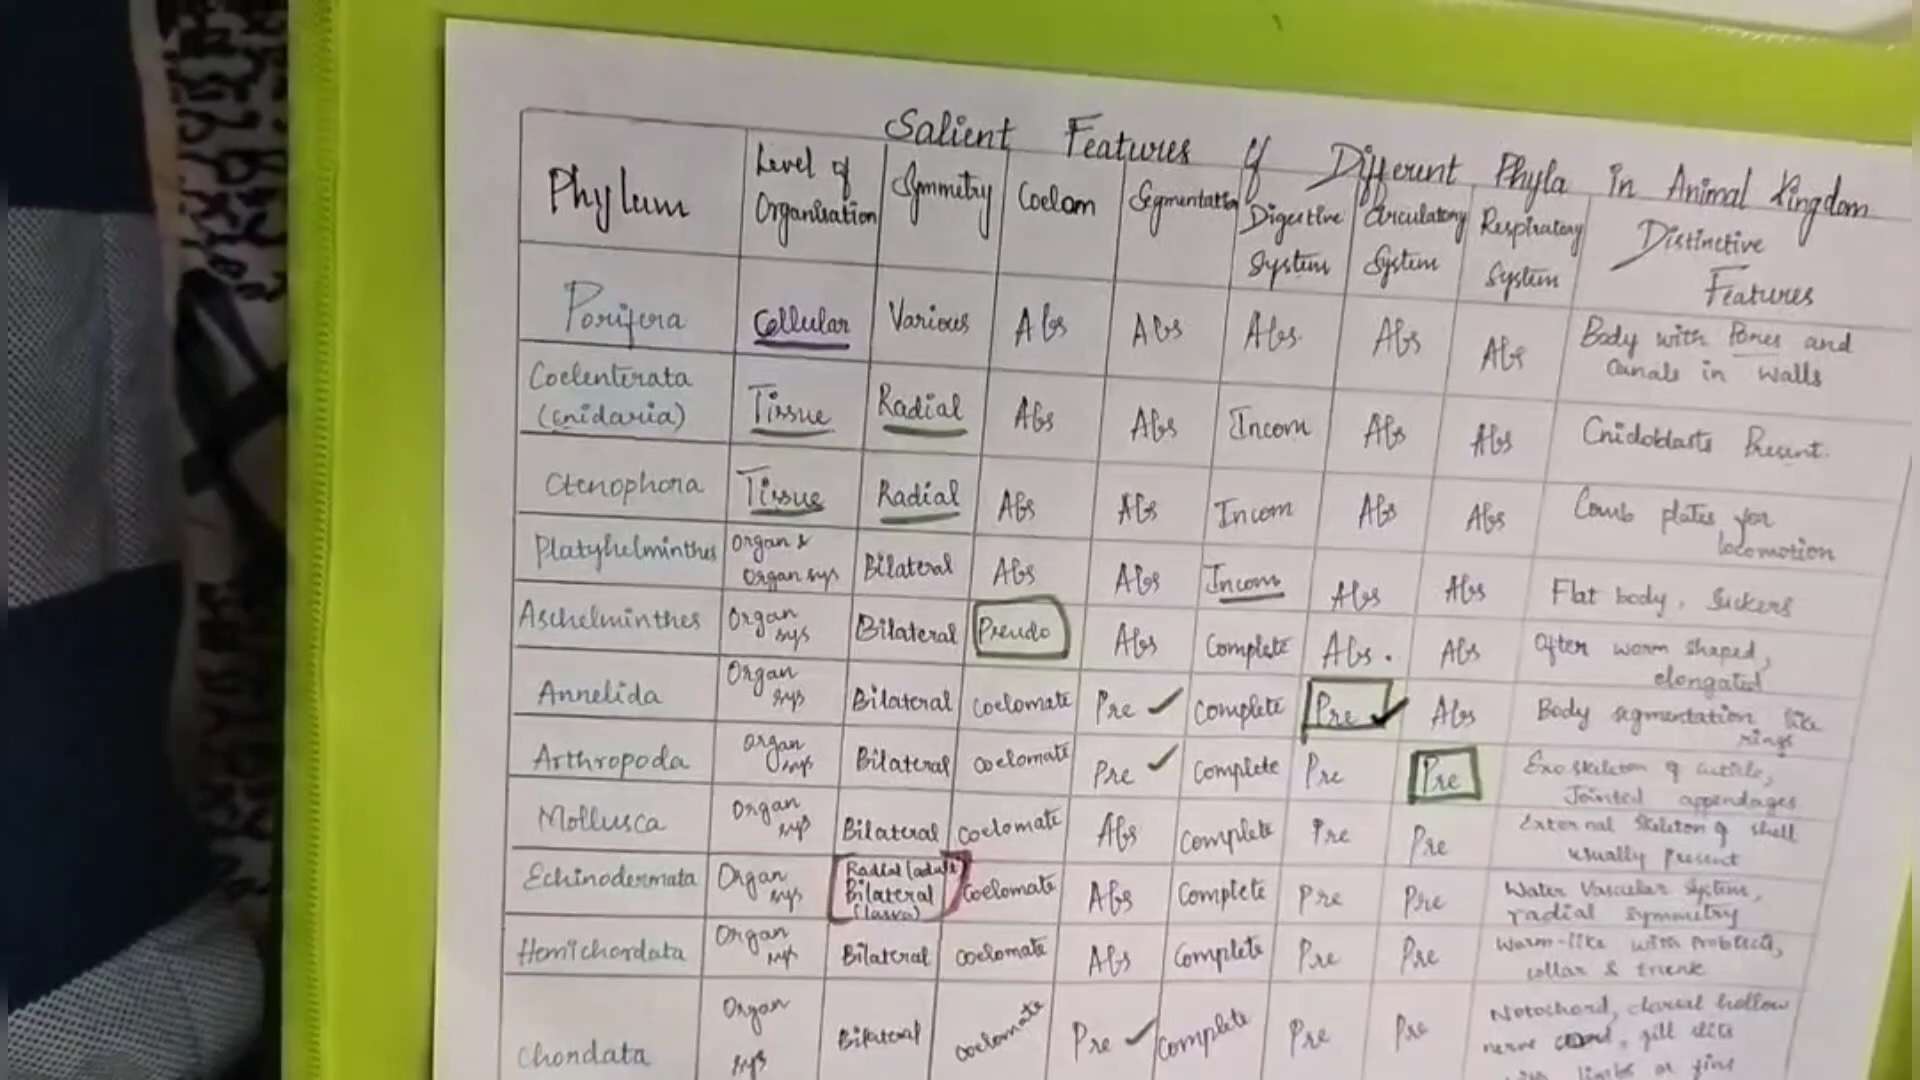 Salient Features of Different Phyla in Animal Kingdom
Phylum Level of Organisation Symmetry Coelom Segmentation Digestive System Circulatory System Respiratory System Distinctive Features
Porifera Cellular Various Abs Abs Abs. Abs Abs Body with Pores and canals in walls
Coelenterata (Cnidaria) Tissue Radial Abs Abs Incom Abs Abs Cnidoblasts Present.
Ctenophora Tissue Radial Abs Abs Incom Abs Abs Comb plates for locomotion
Platyhelminthes Organ & Organ sys Bilateral Abs Abs Incom Abs Abs Flat body, Suckers
Aschelminthes Organ sys Bilateral Pseudo Abs Complete Abs. Abs Often worm shaped, elongated
Annelida Organ sys Bilateral coelomate Pre ✓ complete Pre ✓ Abs Body segmentation like rings
Arthropoda organ sys Bilateral coelomate Pre ✓ complete Pre Pre Exoskeleton of cuticle, Jointed appendages
Mollusca Organ sys Bilateral coelomate Abs complete Pre Pre External skeleton of shell usually present
Echinodermata Organ sys Radial (adult) Bilateral (larva) coelomate Abs Complete Pre Pre Water Vascular System, radial symmetry
Hemichordata Organ sys Bilateral coelomate Abs Complete Pre Pre Worm-like with collar & trunk
Chordata Organ sys Bilateral coelomate Pre ✓ complete Pre Pre Notochord, dorsal hollow nerve gill slits with limbs or fins